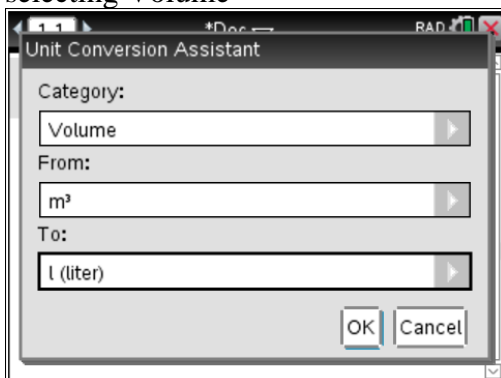 selecting Volume
1.1 *Doc RAD
Unit Conversion Assistant
Category:
Volume
From:
m³
To:
l (liter)
OK Cancel